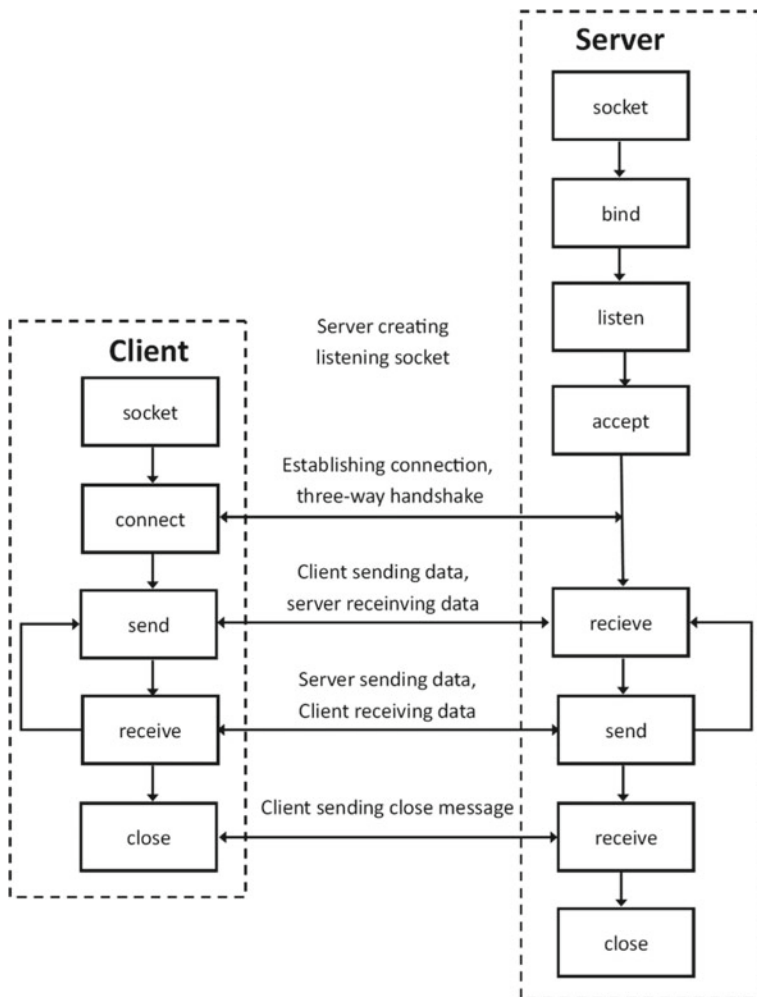 Server
socket
bind
listen
accept
Server creating
listening socket
Client
socket
connect
send
receive
close
Establishing connection,
three-way handshake
Client sending data,
server receinving data
Server sending data,
Client receiving data
Client sending close message
recieve
send
receive
close